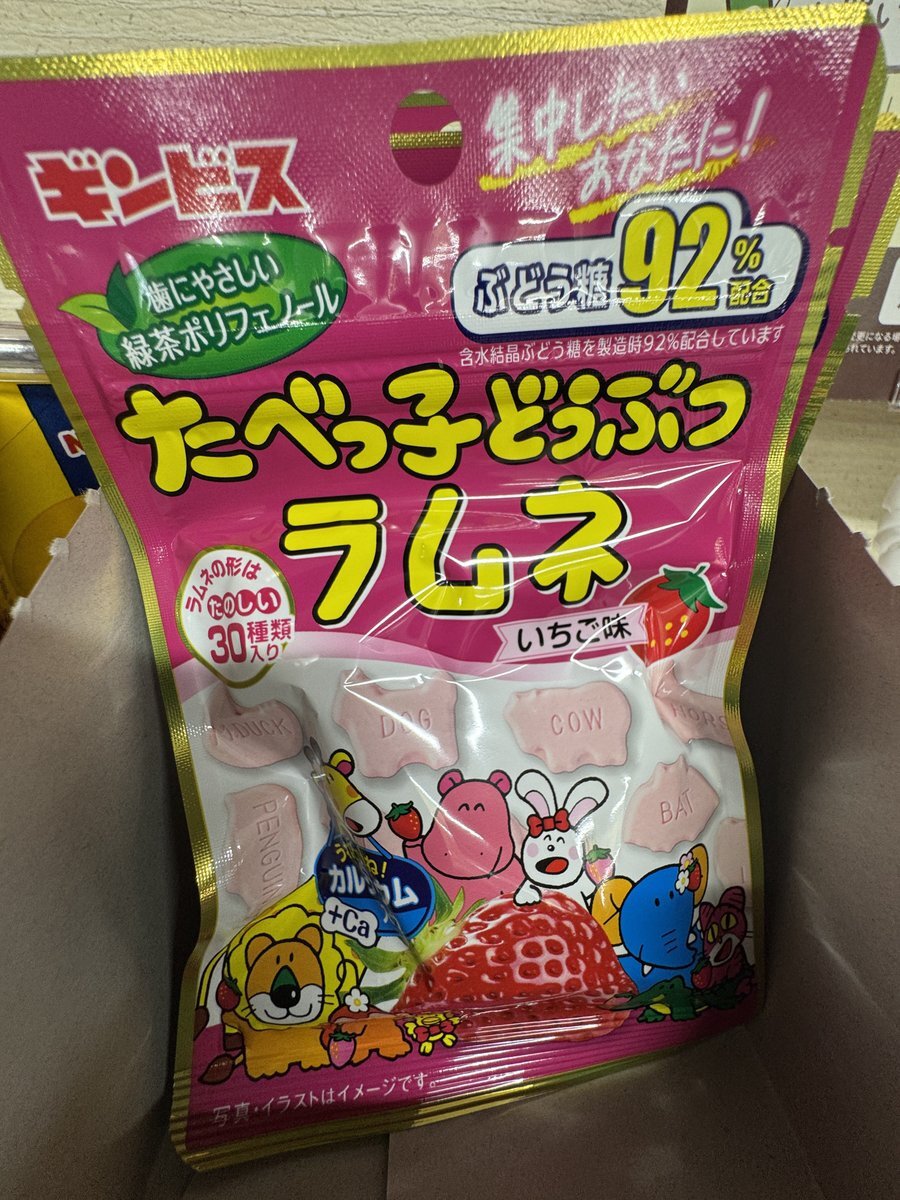 集中したい
あなたに!
ギンビス
歯にやさしい
緑茶ポリフェノール
ぶどう糖92%配合
含水結晶ぶどう糖を製造時92%配合しています
たべっ子どうぶつ
ラムネ
いちご味
ラムネの形は
たのしい
30種類
入り
DUCK
DOG
COW
PENGUIN
BAT
カルシウム
+Ca
写真・イラストはイメージです。